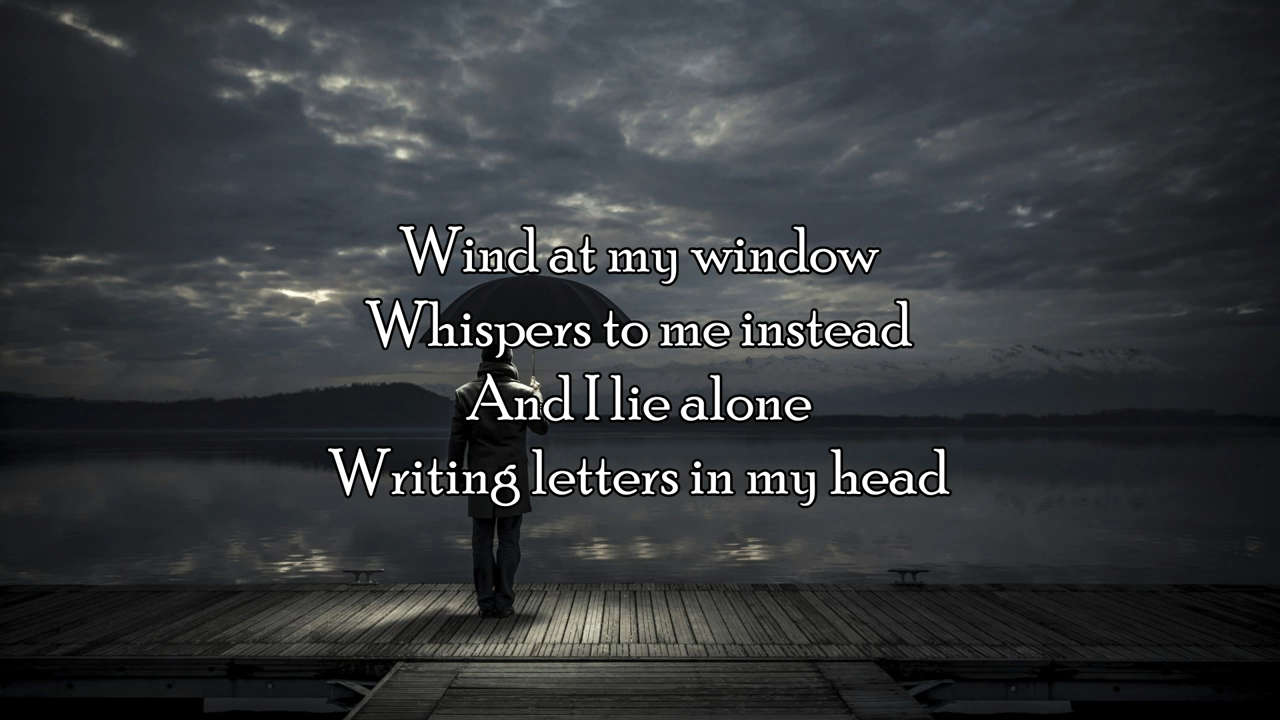 Wind at my window
Whispers to me instead
And I lie alone
Writing letters in my head